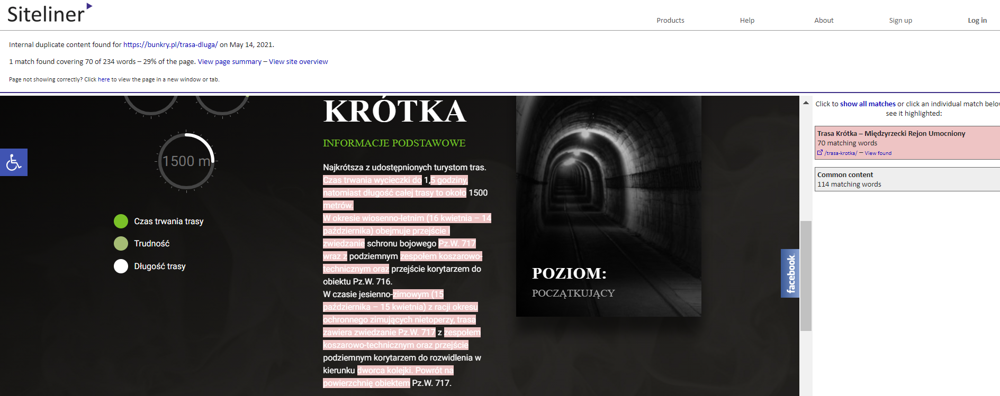 Siteliner
Products Help About Sign up Log in
Internal duplicate content found for https://bunkry.pl/trasa-dluga/ on May 14, 2021.
1 match found covering 70 of 234 words – 29% of the page. View page summary – View site overview
Page not showing correctly? Click here to view the page in a new window or tab.
1500 m
Czas trwania trasy
Trudność
Długość trasy
KRÓTKA
INFORMACJE PODSTAWOWE
Najkrótsza z udostępnionych turystom tras.
Czas trwania wycieczki do 1,5 godziny,
natomiast długość całej trasy to około 1500
metrów.
W okresie wiosenno-letnim (16 kwietnia – 14
października) obejmuje przejście i
zwiedzanie schronu bojowego Pz.W. 717
wraz z podziemnym zespołem koszarowo-
technicznym oraz przejście korytarzem do
obiektu Pz.W. 716.
W czasie jesienno-zimowym (15
października – 15 kwietnia) z racji okresu
ochronnego zimujących nietoperzy, trasa
zawiera zwiedzanie Pz.W. 717 z zespołem
koszarowo-technicznym oraz przejście
podziemnym korytarzem do rozwidlenia w
kierunku dworca kolejki. Powrót na
powierzchnię obiektem Pz.W. 717.
POZIOM:
POCZĄTKUJĄCY
facebook
Click to show all matches or click an individual match below
see it highlighted:
Trasa Krótka – Międzyrzecki Rejon Umocniony
70 matching words
/trasa-krotka/ – View found
Common content
114 matching words